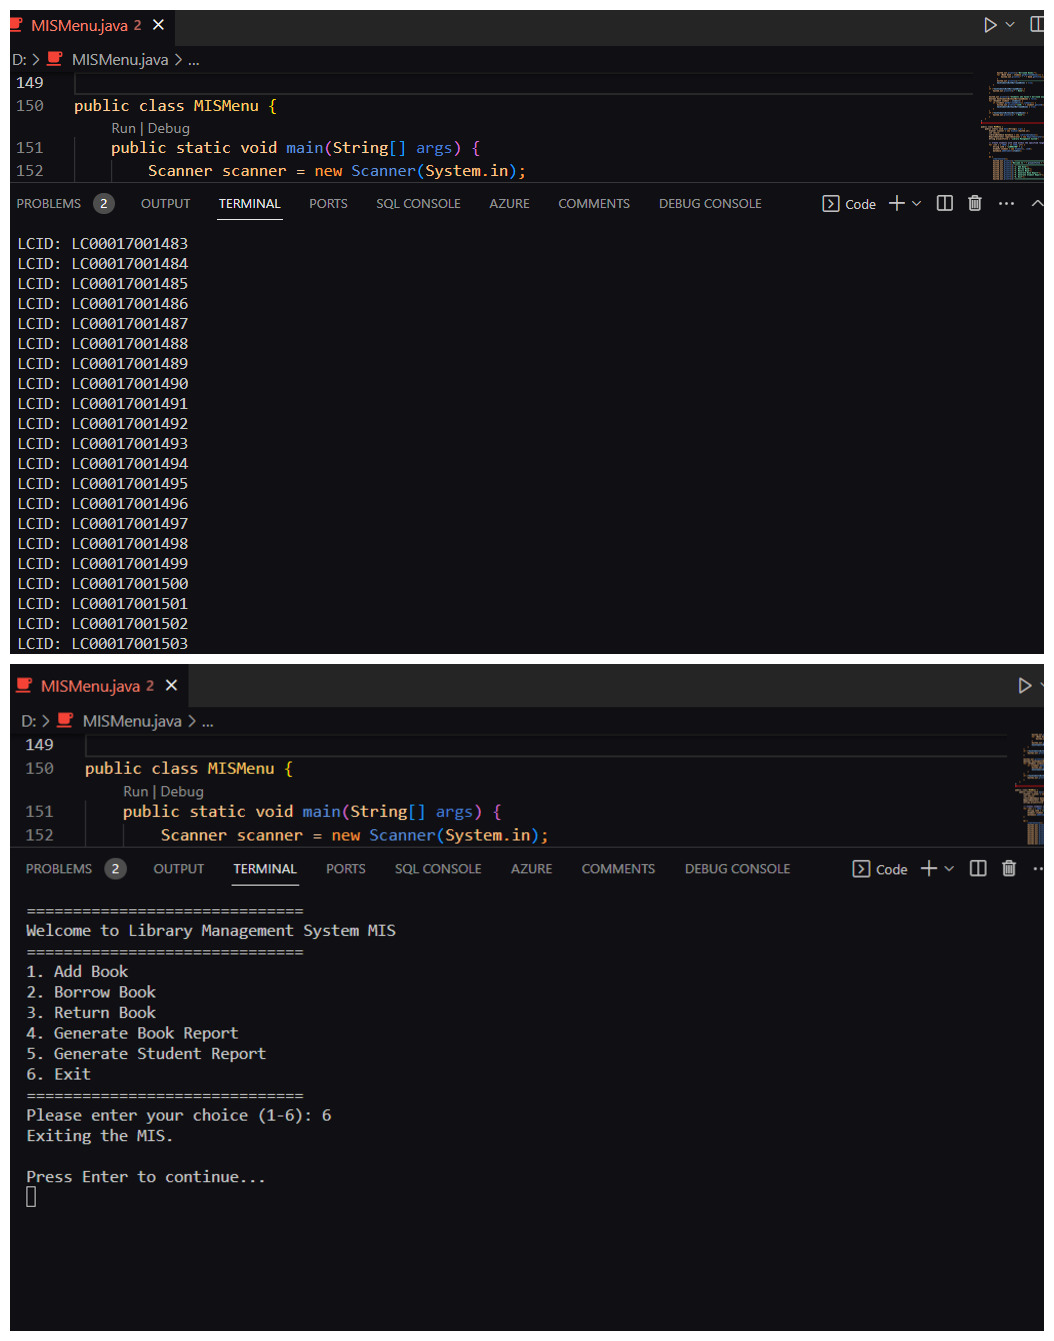 MISMenu.java 2
D: > MISMenu.java > ...
149
150 public class MISMenu {
Run | Debug
151 public static void main(String[] args) {
152 Scanner scanner = new Scanner(System.in);
PROBLEMS 2 OUTPUT TERMINAL PORTS SQL CONSOLE AZURE COMMENTS DEBUG CONSOLE Code
LCID: LC00017001483
LCID: LC00017001484
LCID: LC00017001485
LCID: LC00017001486
LCID: LC00017001487
LCID: LC00017001488
LCID: LC00017001489
LCID: LC00017001490
LCID: LC00017001491
LCID: LC00017001492
LCID: LC00017001493
LCID: LC00017001494
LCID: LC00017001495
LCID: LC00017001496
LCID: LC00017001497
LCID: LC00017001498
LCID: LC00017001499
LCID: LC00017001500
LCID: LC00017001501
LCID: LC00017001502
LCID: LC00017001503
MISMenu.java 2
D: > MISMenu.java > ...
149
150 public class MISMenu {
Run | Debug
151 public static void main(String[] args) {
152 Scanner scanner = new Scanner(System.in);
PROBLEMS 2 OUTPUT TERMINAL PORTS SQL CONSOLE AZURE COMMENTS DEBUG CONSOLE Code
==============================
Welcome to Library Management System MIS
==============================
1. Add Book
2. Borrow Book
3. Return Book
4. Generate Book Report
5. Generate Student Report
6. Exit
==============================
Please enter your choice (1-6): 6
Exiting the MIS.
Press Enter to continue...